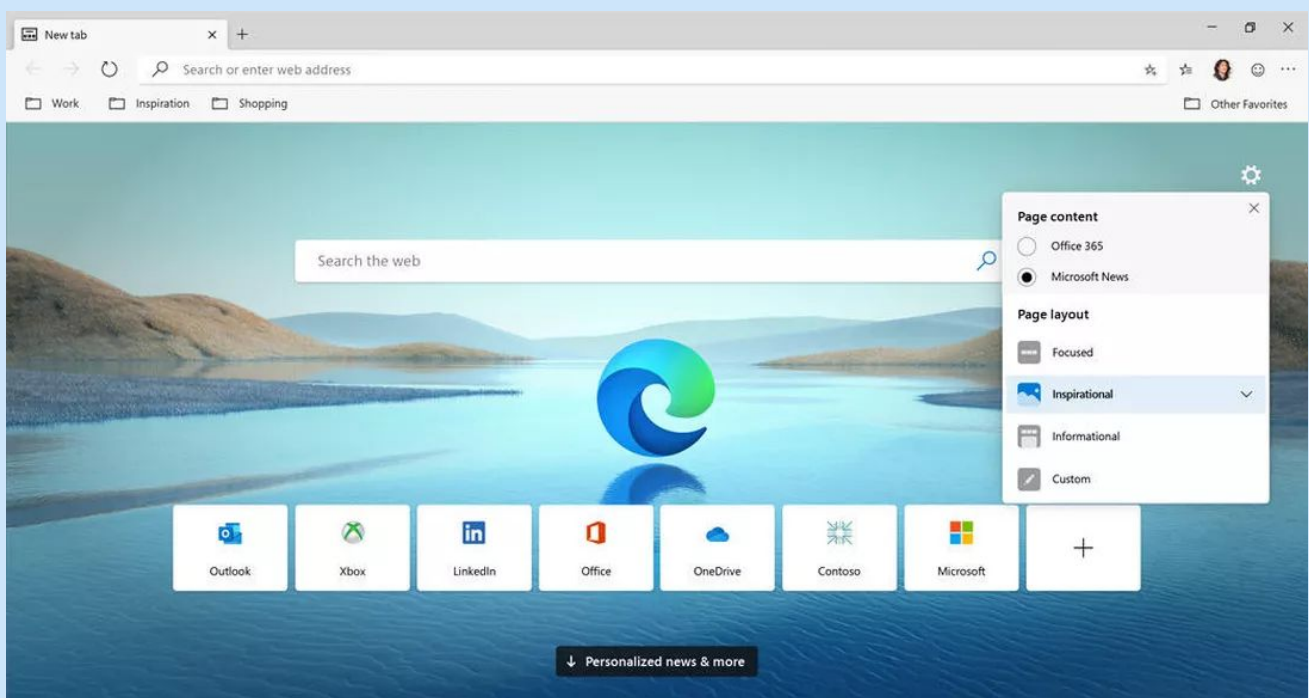 New tab
Search or enter web address
Work Inspiration Shopping Other Favorites
Search the web
Page content
Office 365
Microsoft News
Page layout
Focused
Inspirational
Informational
Custom
Outlook Xbox LinkedIn Office OneDrive Contoso Microsoft
Personalized news & more